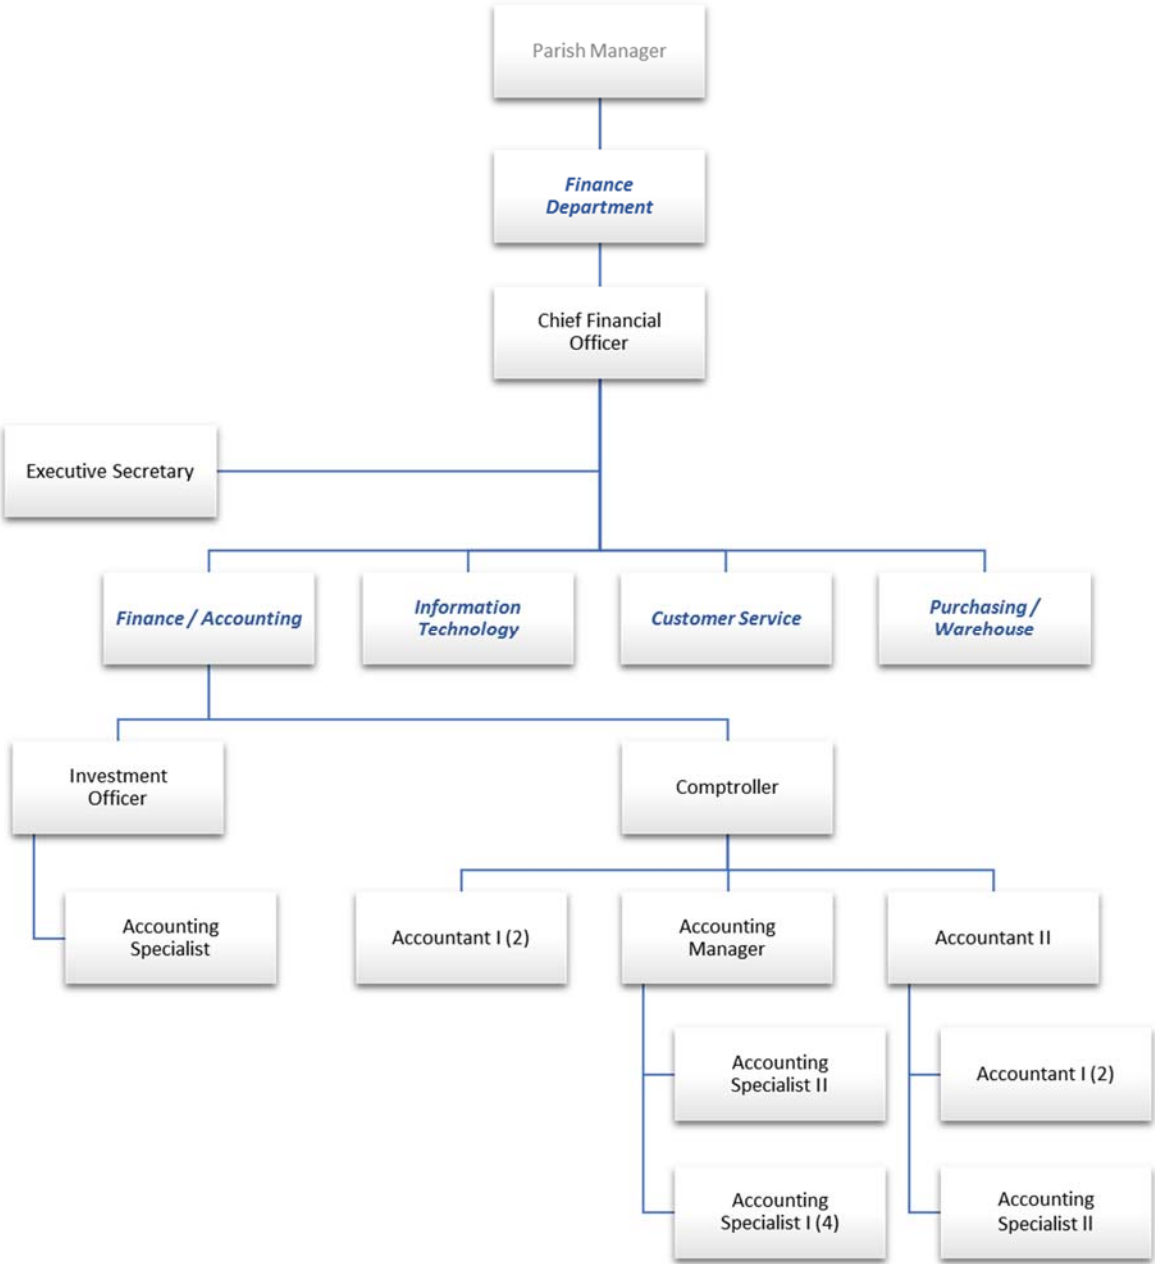 Parish Manager
Finance
Department
Chief Financial
Officer
Executive Secretary
Finance / Accounting
Information
Technology
Customer Service
Purchasing /
Warehouse
Investment
Officer
Comptroller
Accounting
Specialist
Accountant I (2)
Accounting
Manager
Accountant II
Accounting
Specialist II
Accountant I (2)
Accounting
Specialist I (4)
Accounting
Specialist II